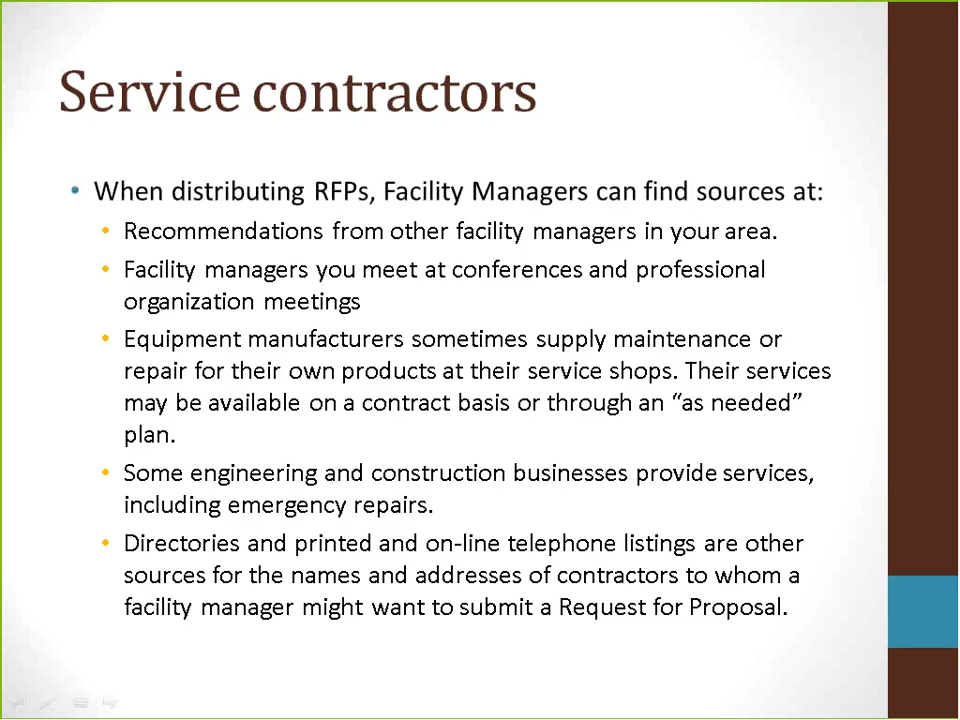 Service contractors
• When distributing RFPs, Facility Managers can find sources at:
• Recommendations from other facility managers in your area.
• Facility managers you meet at conferences and professional
organization meetings
• Equipment manufacturers sometimes supply maintenance or
repair for their own products at their service shops. Their services
may be available on a contract basis or through an “as needed”
plan.
• Some engineering and construction businesses provide services,
including emergency repairs.
• Directories and printed and on-line telephone listings are other
sources for the names and addresses of contractors to whom a
facility manager might want to submit a Request for Proposal.